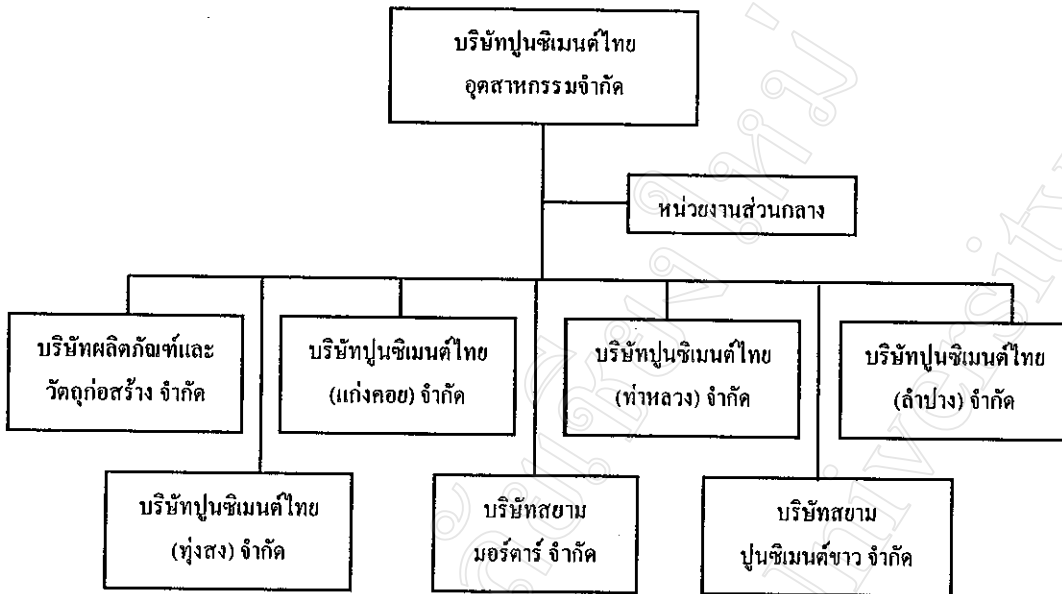 บริษัทปูนซิเมนต์ไทย
อุตสาหกรรมจำกัด
หน่วยงานส่วนกลาง
บริษัทผลิตภัณฑ์และ
วัตถุก่อสร้าง จำกัด
บริษัทปูนซิเมนต์ไทย
(แก่งคอย) จำกัด
บริษัทปูนซิเมนต์ไทย
(ท่าหลวง) จำกัด
บริษัทปูนซิเมนต์ไทย
(ลำปาง) จำกัด
บริษัทปูนซิเมนต์ไทย
(ทุ่งสง) จำกัด
บริษัทสยาม
มอร์ตาร์ จำกัด
บริษัทสยาม
ปูนซิเมนต์ขาว จำกัด
University